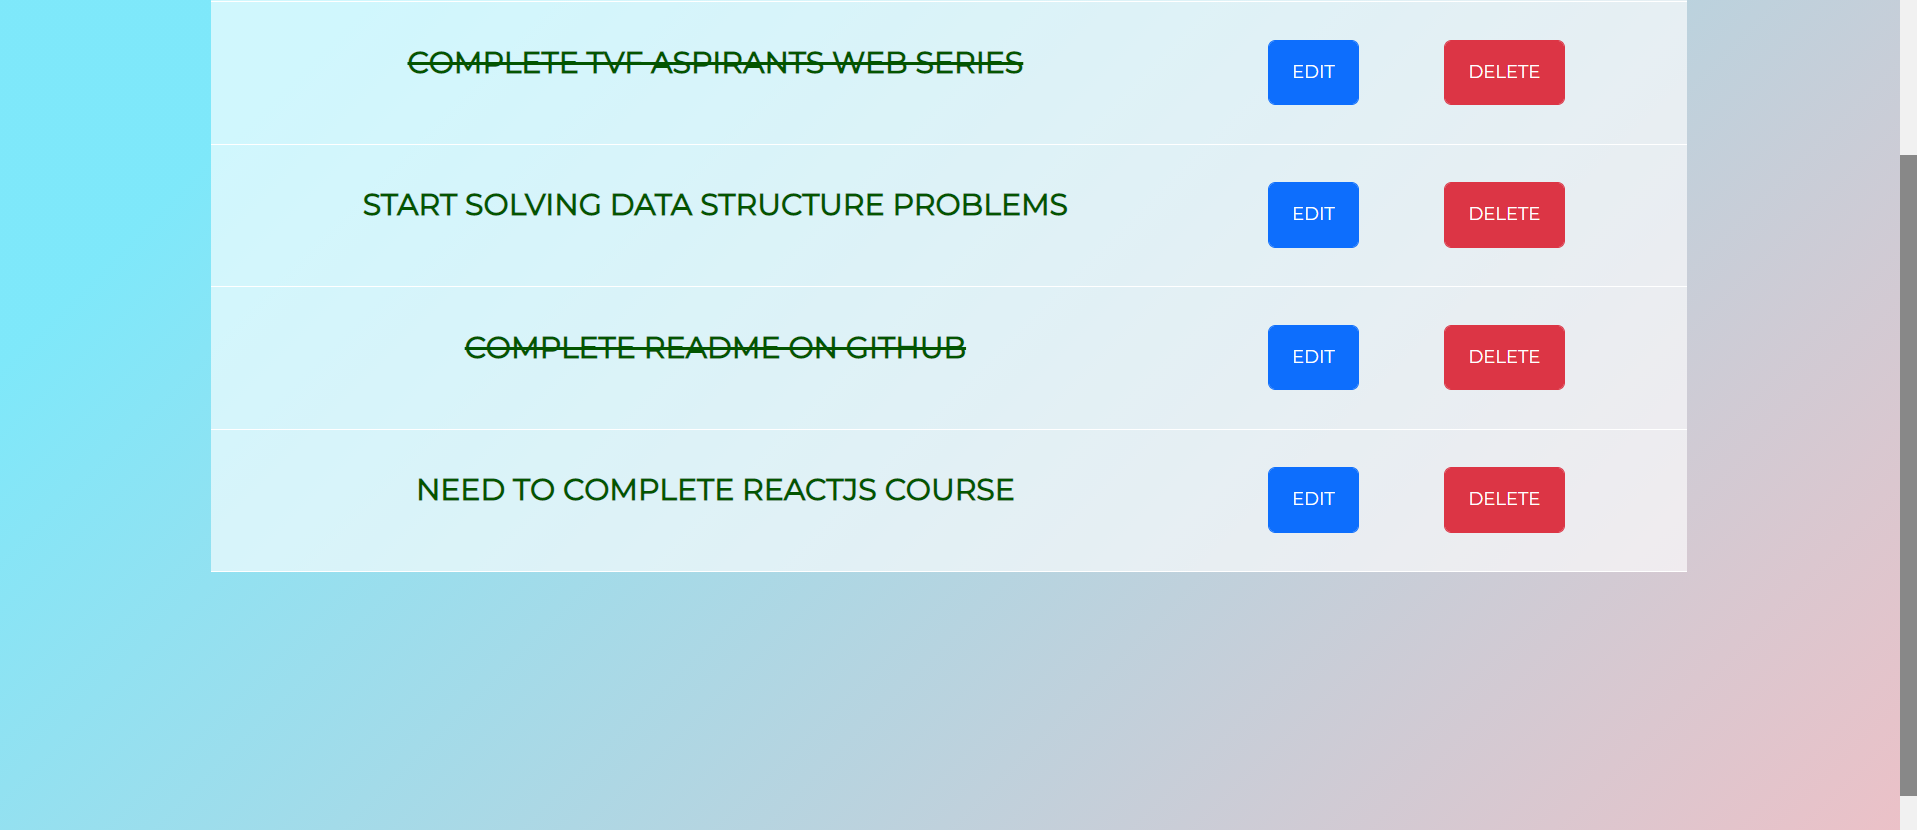 COMPLETE TVF ASPIRANTS WEB SERIES EDIT DELETE
START SOLVING DATA STRUCTURE PROBLEMS EDIT DELETE
COMPLETE README ON GITHUB EDIT DELETE
NEED TO COMPLETE REACTJS COURSE EDIT DELETE